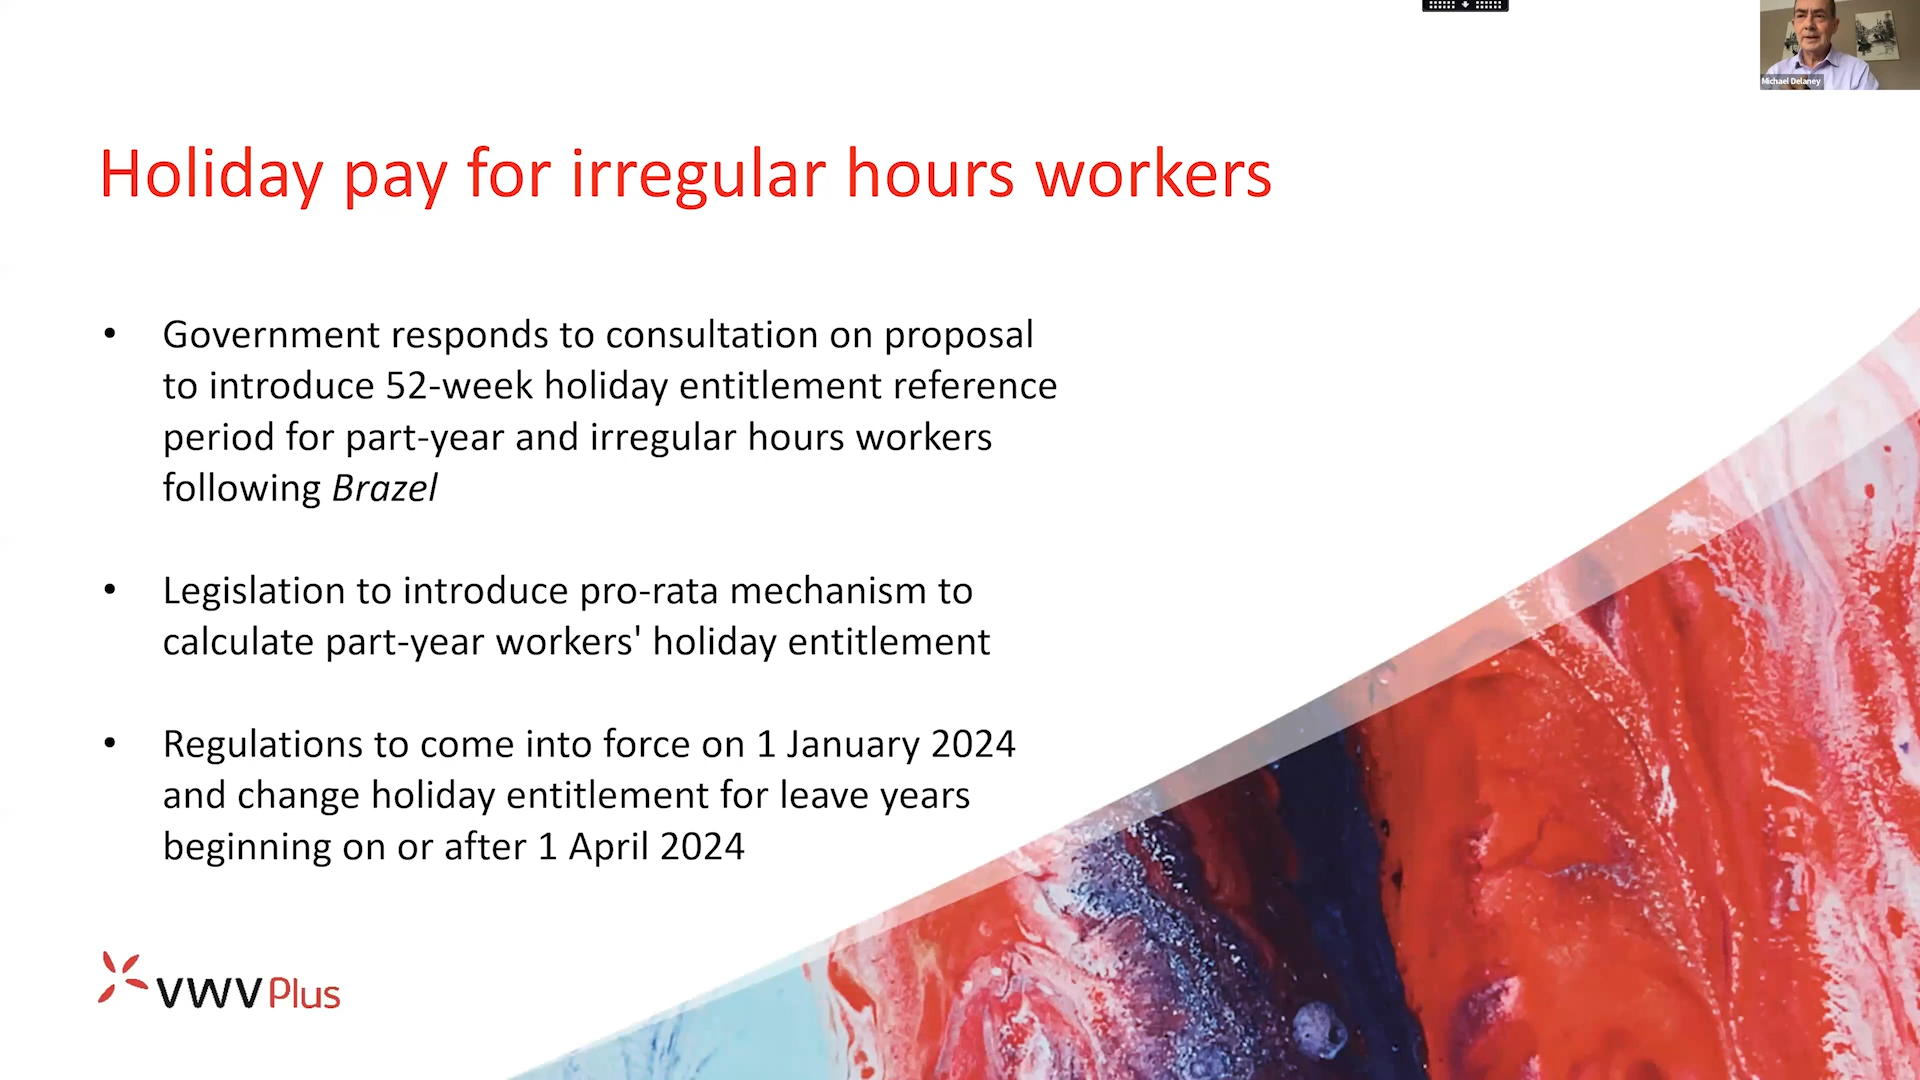 Michael Delaney
Holiday pay for irregular hours workers
• Government responds to consultation on proposal
to introduce 52-week holiday entitlement reference
period for part-year and irregular hours workers
following Brazel
• Legislation to introduce pro-rata mechanism to
calculate part-year workers' holiday entitlement
• Regulations to come into force on 1 January 2024
and change holiday entitlement for leave years
beginning on or after 1 April 2024
VWV Plus